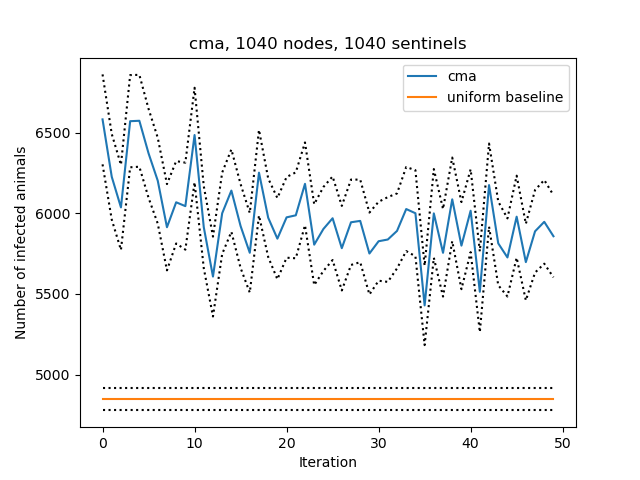 cma, 1040 nodes, 1040 sentinels
cma
uniform baseline
Number of infected animals
6500
6000
5500
5000
0 10 20 30 40 50
Iteration